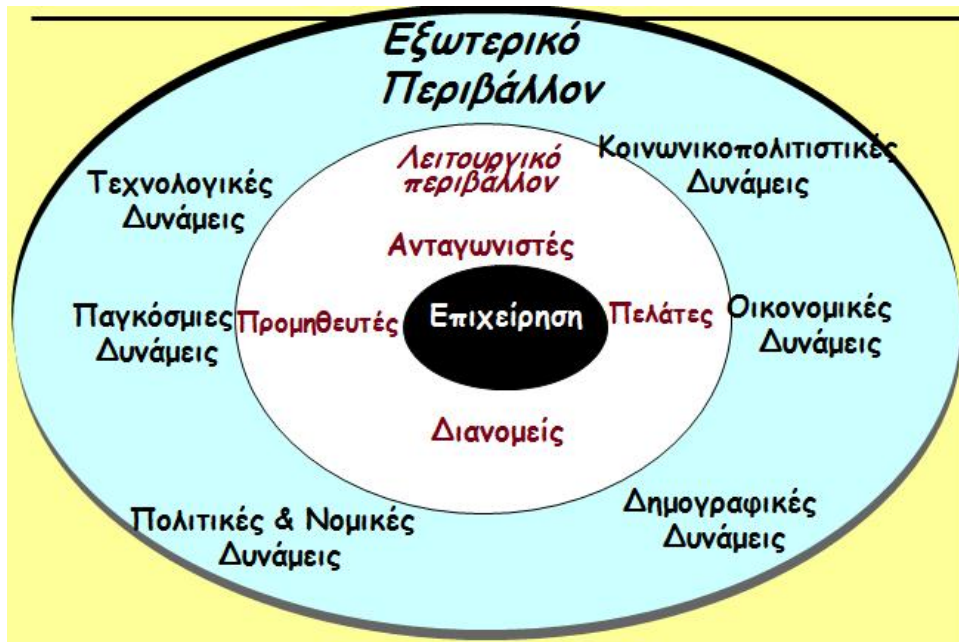 Εξωτερικό
Περιβάλλον
Λειτουργικό
περιβάλλον
Κοινωνικοπολιτιστικές
Δυνάμεις
Τεχνολογικές
Δυνάμεις
Ανταγωνιστές
Παγκόσμιες
Δυνάμεις
Προμηθευτές
Επιχείρηση
Πελάτες
Οικονομικές
Δυνάμεις
Διανομείς
Πολιτικές & Νομικές
Δυνάμεις
Δημογραφικές
Δυνάμεις